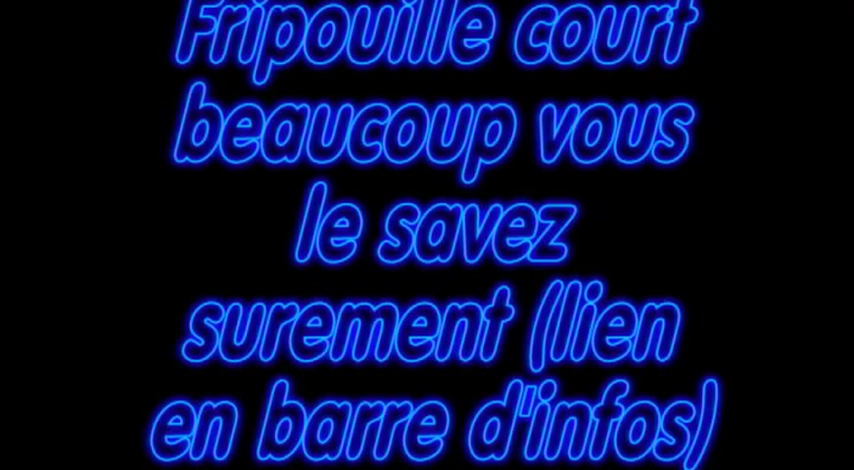 Fripouille court
beaucoup vous
le savez
surement (lien
en barre d'infos)